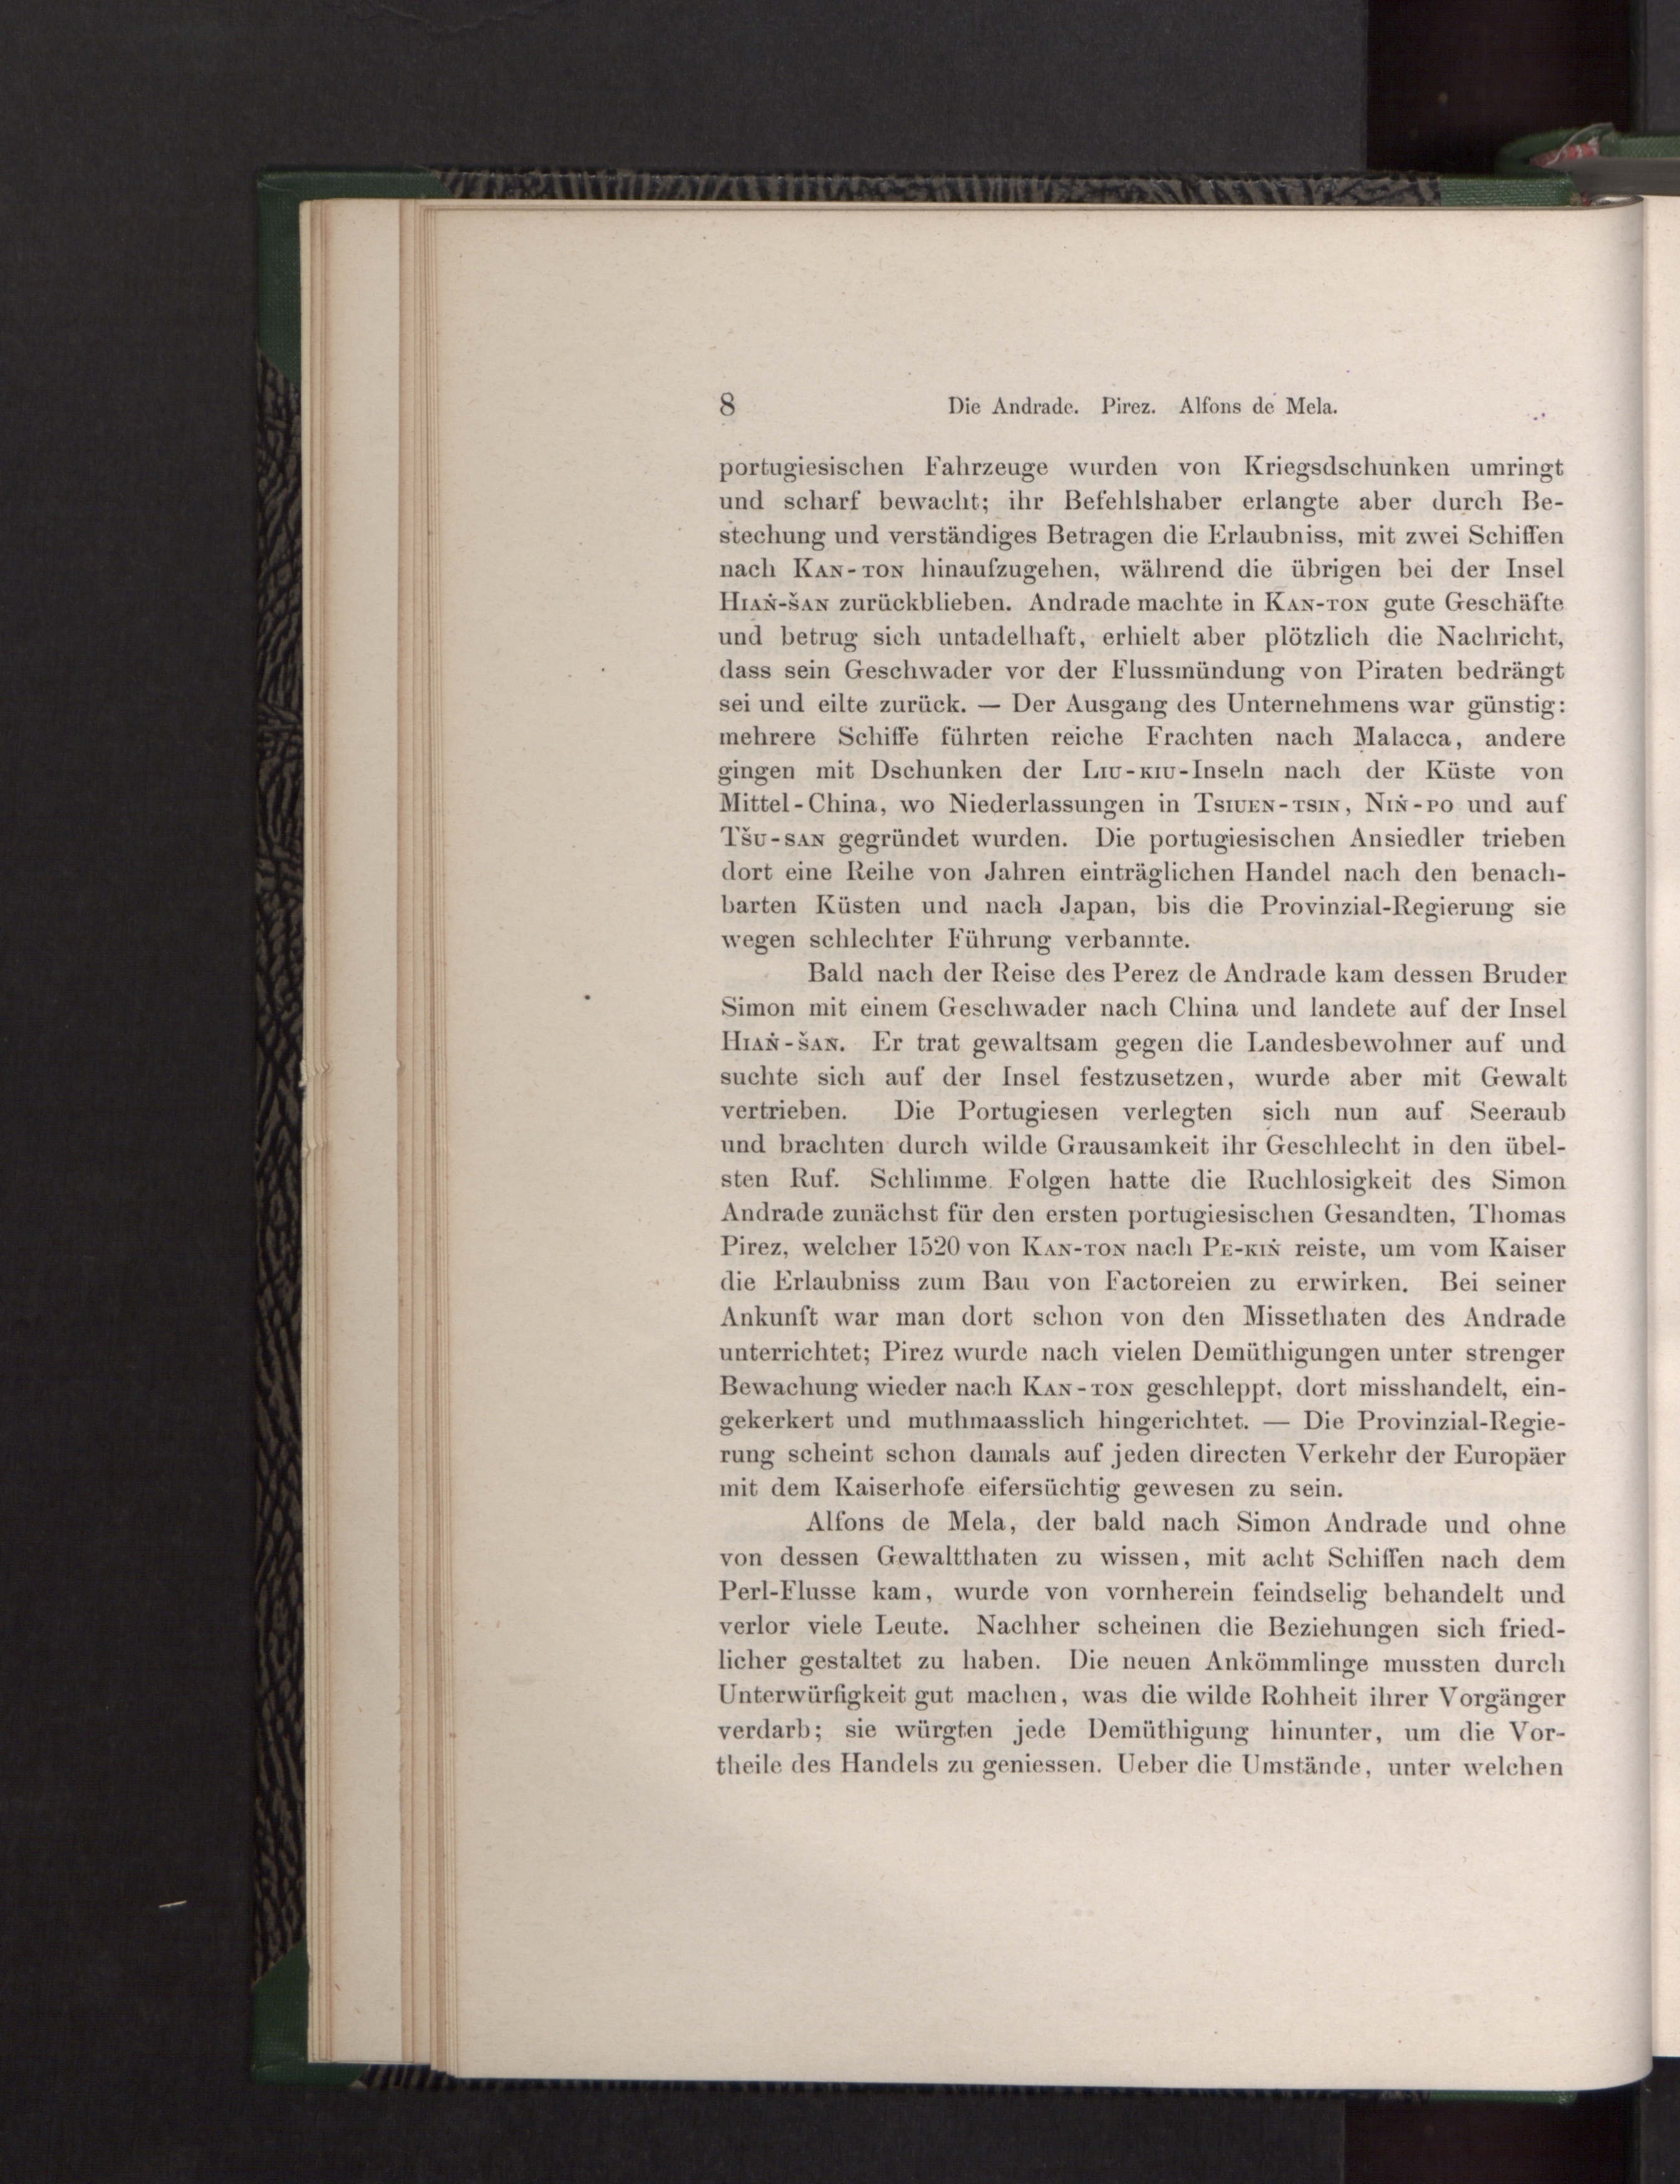 8 Die Andrade. Pirez. Alfons de Mela.
portugiesischen Fahrzeuge wurden von Kriegsdschunken umringt
und scharf bewacht; ihr Befehlshaber erlangte aber durch Be-
stechung und verständiges Betragen die Erlaubniss, mit zwei Schiffen
nach Kan-ton hinaufzugehen, während die übrigen bei der Insel
Hiaṅ-šan zurückblieben. Andrade machte in Kan-ton gute Geschäfte
und betrug sich untadelhaft, erhielt aber plötzlich die Nachricht,
dass sein Geschwader vor der Flussmündung von Piraten bedrängt
sei und eilte zurück. — Der Ausgang des Unternehmens war günstig:
mehrere Schiffe führten reiche Frachten nach Malacca, andere
gingen mit Dschunken der Liu-kiu-Inseln nach der Küste von
Mittel-China, wo Niederlassungen in Tsiuen-tsin, Niṅ-po und auf
Tšu-san gegründet wurden. Die portugiesischen Ansiedler trieben
dort eine Reihe von Jahren einträglichen Handel nach den benach-
barten Küsten und nach Japan, bis die Provinzial-Regierung sie
wegen schlechter Führung verbannte.
Bald nach der Reise des Perez de Andrade kam dessen Bruder
Simon mit einem Geschwader nach China und landete auf der Insel
Hiaṅ-šaṅ. Er trat gewaltsam gegen die Landesbewohner auf und
suchte sich auf der Insel festzusetzen, wurde aber mit Gewalt
vertrieben. Die Portugiesen verlegten sich nun auf Seeraub
und brachten durch wilde Grausamkeit ihr Geschlecht in den übel-
sten Ruf. Schlimme Folgen hatte die Ruchlosigkeit des Simon
Andrade zunächst für den ersten portugiesischen Gesandten, Thomas
Pirez, welcher 1520 von Kan-ton nach Pe-kiṅ reiste, um vom Kaiser
die Erlaubniss zum Bau von Factoreien zu erwirken. Bei seiner
Ankunft war man dort schon von den Missethaten des Andrade
unterrichtet; Pirez wurde nach vielen Demüthigungen unter strenger
Bewachung wieder nach Kan-ton geschleppt, dort misshandelt, ein-
gekerkert und muthmaasslich hingerichtet. — Die Provinzial-Regie-
rung scheint schon damals auf jeden directen Verkehr der Europäer
mit dem Kaiserhofe eifersüchtig gewesen zu sein.
Alfons de Mela, der bald nach Simon Andrade und ohne
von dessen Gewaltthaten zu wissen, mit acht Schiffen nach dem
Perl-Flusse kam, wurde von vornherein feindselig behandelt und
verlor viele Leute. Nachher scheinen die Beziehungen sich fried-
licher gestaltet zu haben. Die neuen Ankömmlinge mussten durch
Unterwürfigkeit gut machen, was die wilde Rohheit ihrer Vorgänger
verdarb; sie würgten jede Demüthigung hinunter, um die Vor-
theile des Handels zu geniessen. Ueber die Umstände, unter welchen